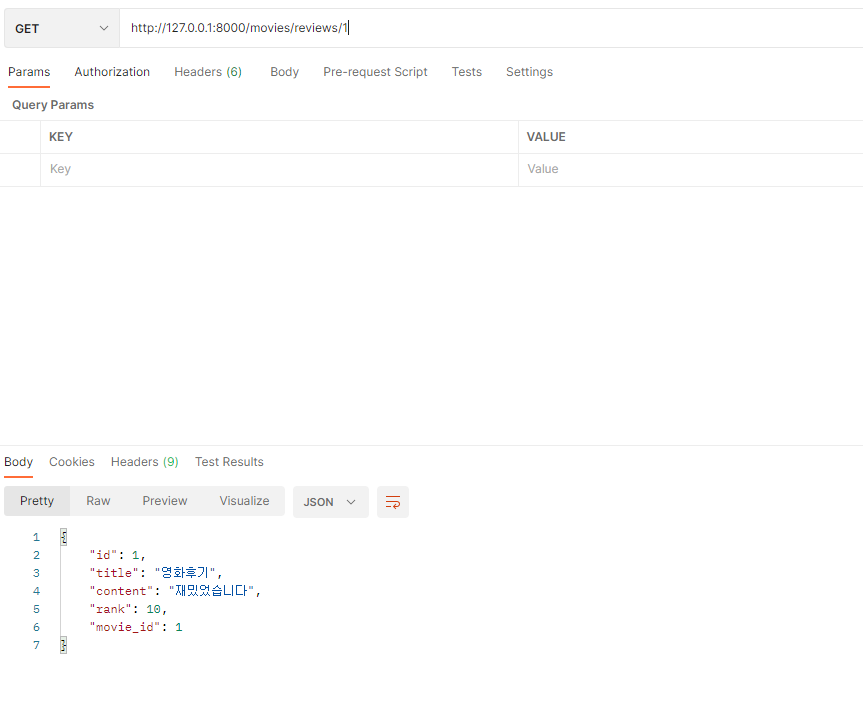 GET http://127.0.0.1:8000/movies/reviews/1
Params Authorization Headers (6) Body Pre-request Script Tests Settings
Query Params
KEY VALUE
Key Value
Body Cookies Headers (9) Test Results
Pretty Raw Preview Visualize JSON
1 {
2 "id": 1,
3 "title": "영화후기",
4 "content": "재밌었습니다",
5 "rank": 10,
6 "movie_id": 1
7 }